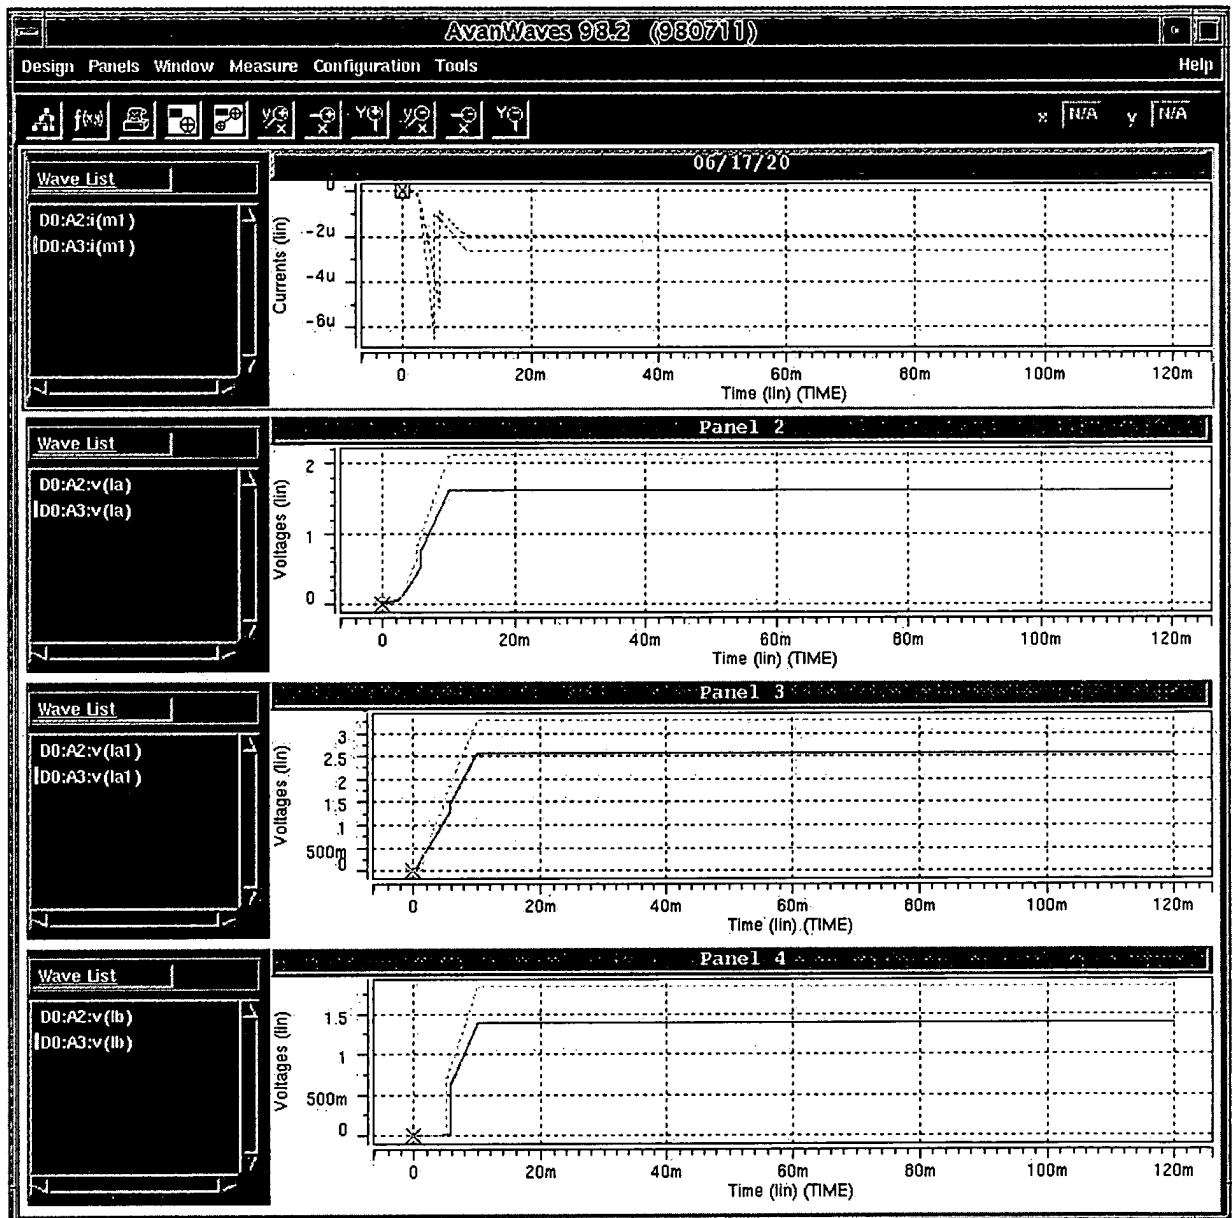 AvanWaves 98.2 (980711)
Design Panels Window Measure Configuration Tools Help
f(x,y) x N/A y N/A
Wave List
D0:A2:i(m1)
D0:A3:i(m1)
06/17/20
Currents (lin)
0
-2u
-4u
-6u
0 20m 40m 60m 80m 100m 120m
Time (lin) (TIME)
Wave List
D0:A2:v(la)
D0:A3:v(la)
Panel 2
Voltages (lin)
2
1
0
0 20m 40m 60m 80m 100m 120m
Time (lin) (TIME)
Wave List
D0:A2:v(la1)
D0:A3:v(la1)
Panel 3
Voltages (lin)
3
2.5
2
1.5
1
500m
0
0 20m 40m 60m 80m 100m 120m
Time (lin) (TIME)
Wave List
D0:A2:v(lb)
D0:A3:v(lb)
Panel 4
Voltages (lin)
1.5
1
500m
0
0 20m 40m 60m 80m 100m 120m
Time (lin) (TIME)